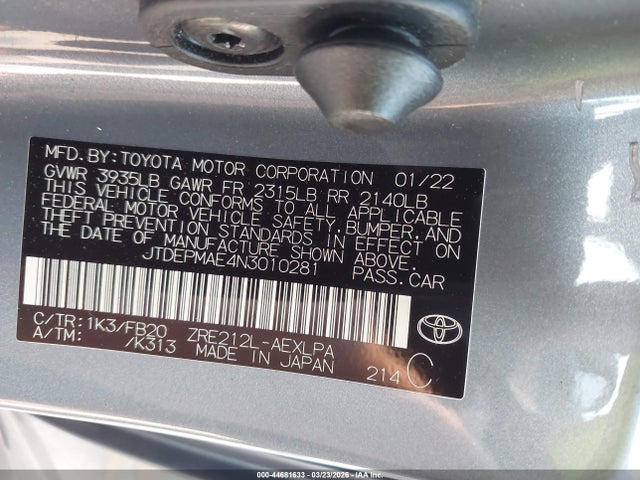 MFD.BY:TOYOTA MOTOR CORPORATION 01/22
GVWR 3935LB GAWR FR 2315LB RR 2140LB
THIS VEHICLE CONFORMS TO ALL APPLICABLE
FEDERAL MOTOR VEHICLE SAFETY,BUMPER,AND
THEFT PREVENTION STANDARDS IN EFFECT ON
THE DATE OF MANUFACTURE SHOWN ABOVE.
JTDEPMAE4N3010281 PASS.CAR
C/TR:1K3/FB20 ZRE212L-AEXLPA
A/TM: /K313 MADE IN JAPAN 214 C
TOYOTA
000-44681633 - 03/23/2026 - IAA Inc.